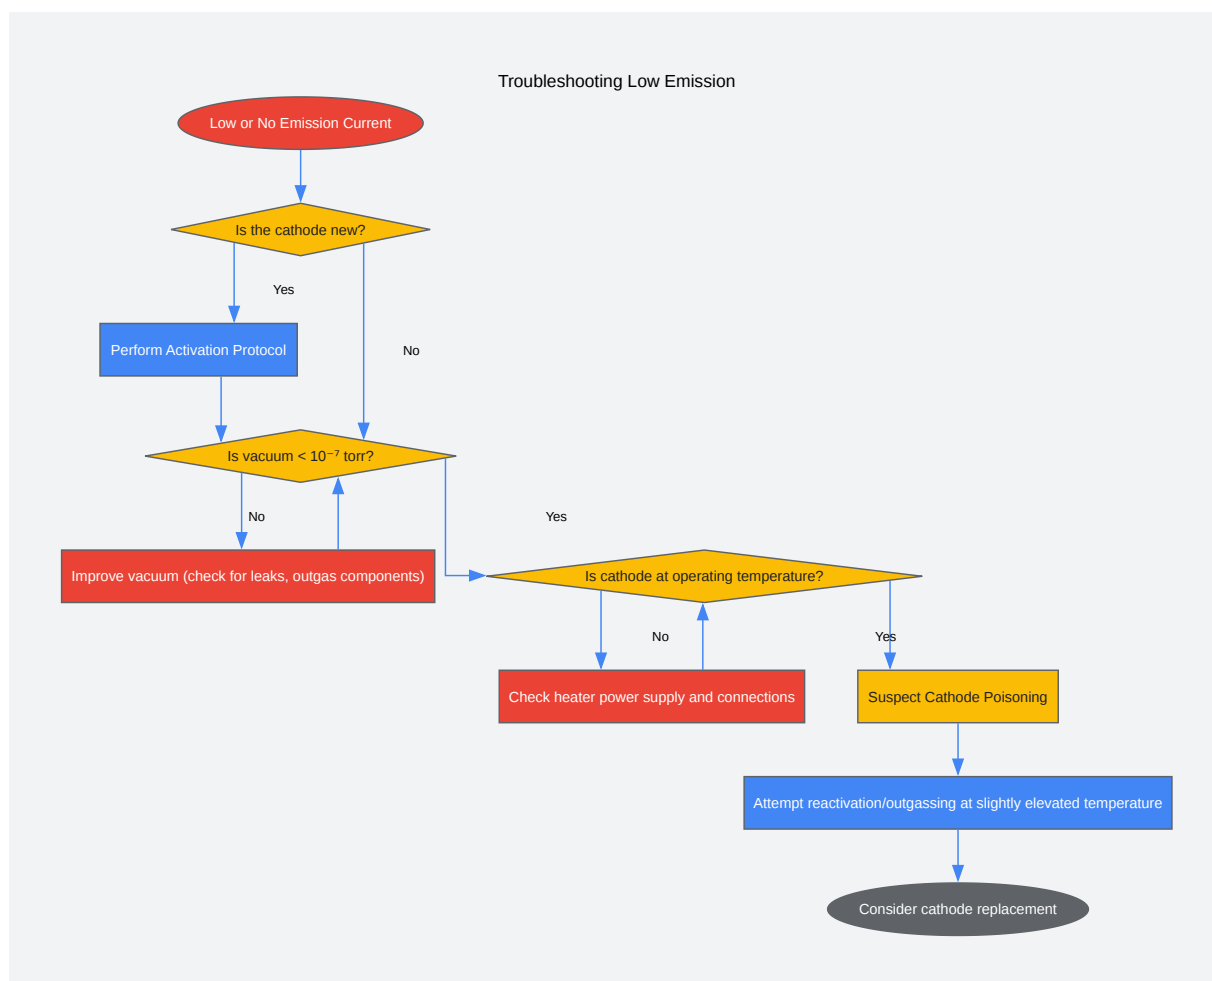 Troubleshooting Low Emission
Low or No Emission Current
Is the cathode new?
Yes
Perform Activation Protocol
No
Is vacuum < 10⁻⁷ torr?
No
Yes
Improve vacuum (check for leaks, outgas components)
Is cathode at operating temperature?
No
Yes
Check heater power supply and connections
Suspect Cathode Poisoning
Attempt reactivation/outgassing at slightly elevated temperature
Consider cathode replacement